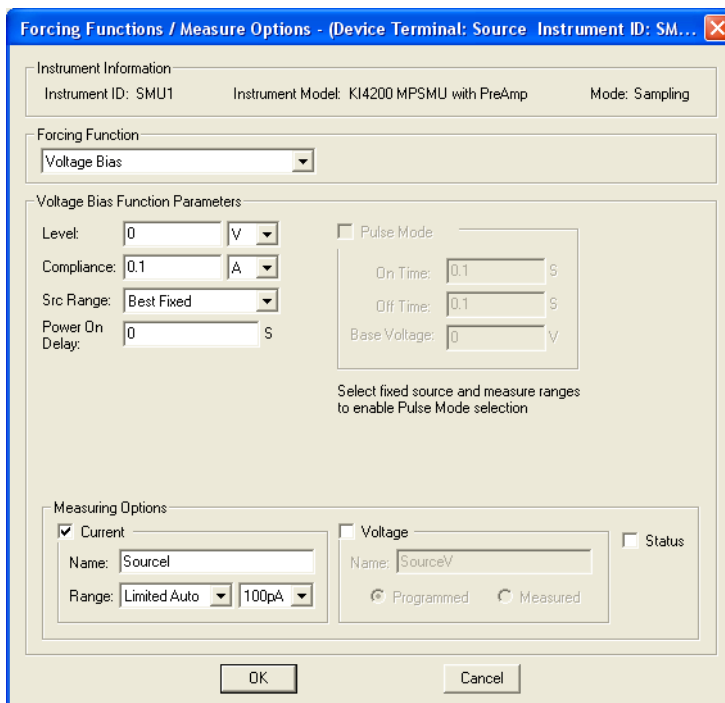 Forcing Functions / Measure Options - (Device Terminal: Source Instrument ID: SM...
Instrument Information
Instrument ID: SMU1 Instrument Model: KI4200 MPSMU with PreAmp Mode: Sampling
Forcing Function
Voltage Bias
Voltage Bias Function Parameters
Level: 0 V
Compliance: 0.1 A
Src Range: Best Fixed
Power On
Delay: 0 S
Pulse Mode
On Time: 0.1 S
Off Time: 0.1 S
Base Voltage: 0 V
Select fixed source and measure ranges
to enable Pulse Mode selection
Measuring Options
Current
Name: SourceI
Range: Limited Auto 100pA
Voltage
Name: SourceV
Programmed Measured
Status
OK Cancel